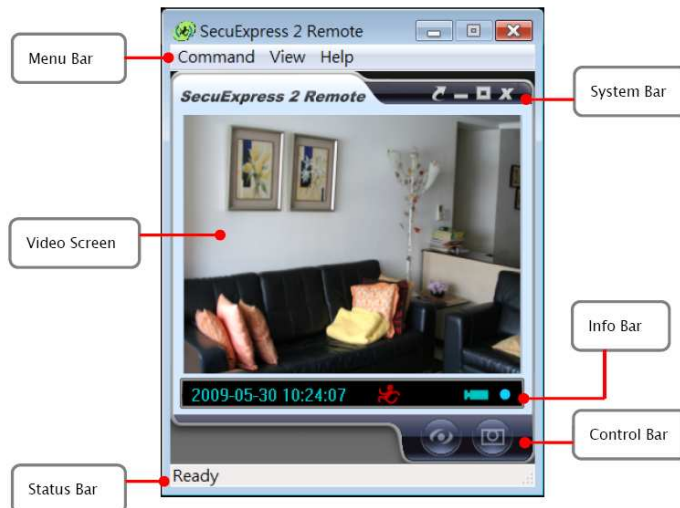 SecuExpress 2 Remote
Menu Bar
Command View Help
System Bar
SecuExpress 2 Remote
Video Screen
Info Bar
2009-05-30 10:24:07
Control Bar
Ready
Status Bar